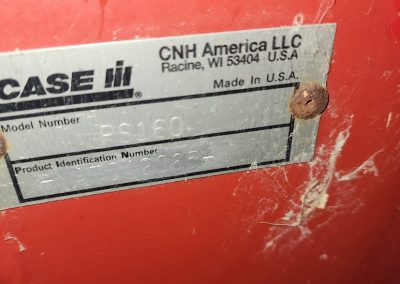 CNH America LLC
Racine, WI 53404 U.S.A
CASE IH
Made in U.S.A.
Model Number
Product Identification Number